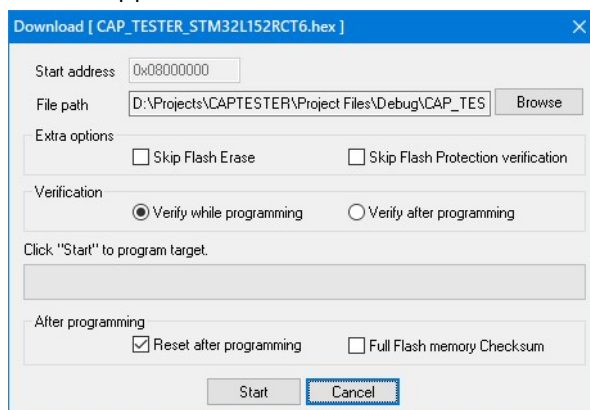 Download [ CAP_TESTER_STM32L152RCT6.hex ]
Start address 0x08000000
File path D:\Projects\CAPTESTER\Project Files\Debug\CAP_TES Browse
Extra options
Skip Flash Erase Skip Flash Protection verification
Verification
Verify while programming Verify after programming
Click "Start" to program target.
After programming
Reset after programming Full Flash memory Checksum
Start Cancel